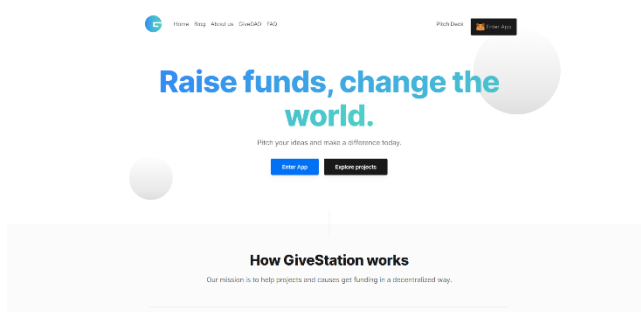 Home Blog About us GiveDAO FAQ Pitch Deck Enter App
Raise funds, change the
world.
Pitch your ideas and make a difference today.
Enter App Explore projects
How GiveStation works
Our mission is to help projects and causes get funding in a decentralized way.